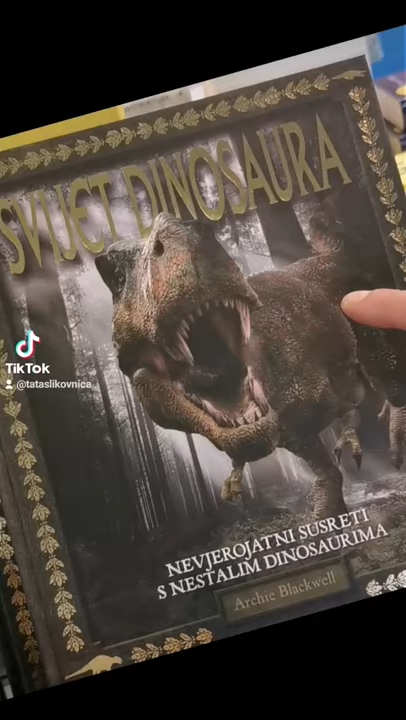 SVIJET DINOSAURA
TikTok
@tataslikovnica
NEVJEROJATNI SUSRETI
S NESTALIM DINOSAURIMA
Archie Blackwell